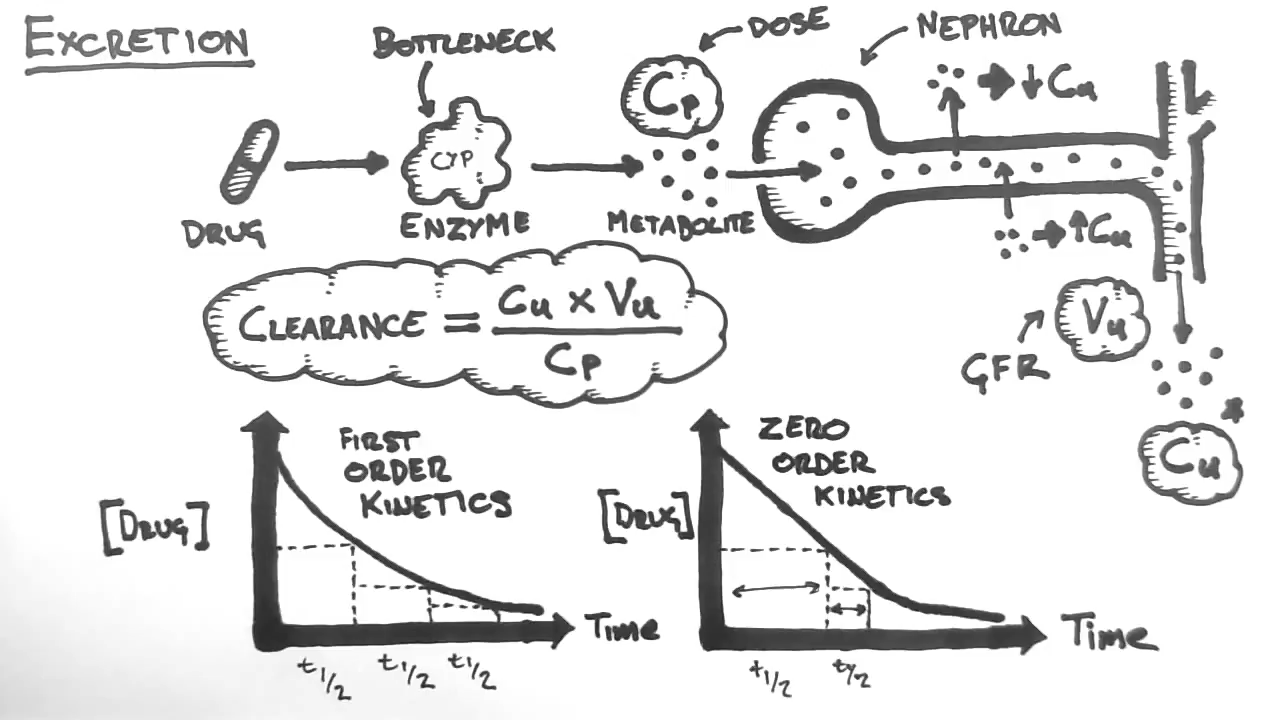 EXCRETION
BOTTLENECK
DOSE
NEPHRON
Cp
↓Cu
CYP
DRUG
ENZYME
METABOLITE
↑Cu
CLEARANCE = Cu x Vu
Cp
Vu
GFR
*
Cu
FIRST
ORDER
KINETICS
[DRUG]
Time
t1/2
t1/2
t1/2
ZERO
ORDER
KINETICS
[DRUG]
Time
t1/2
t1/2